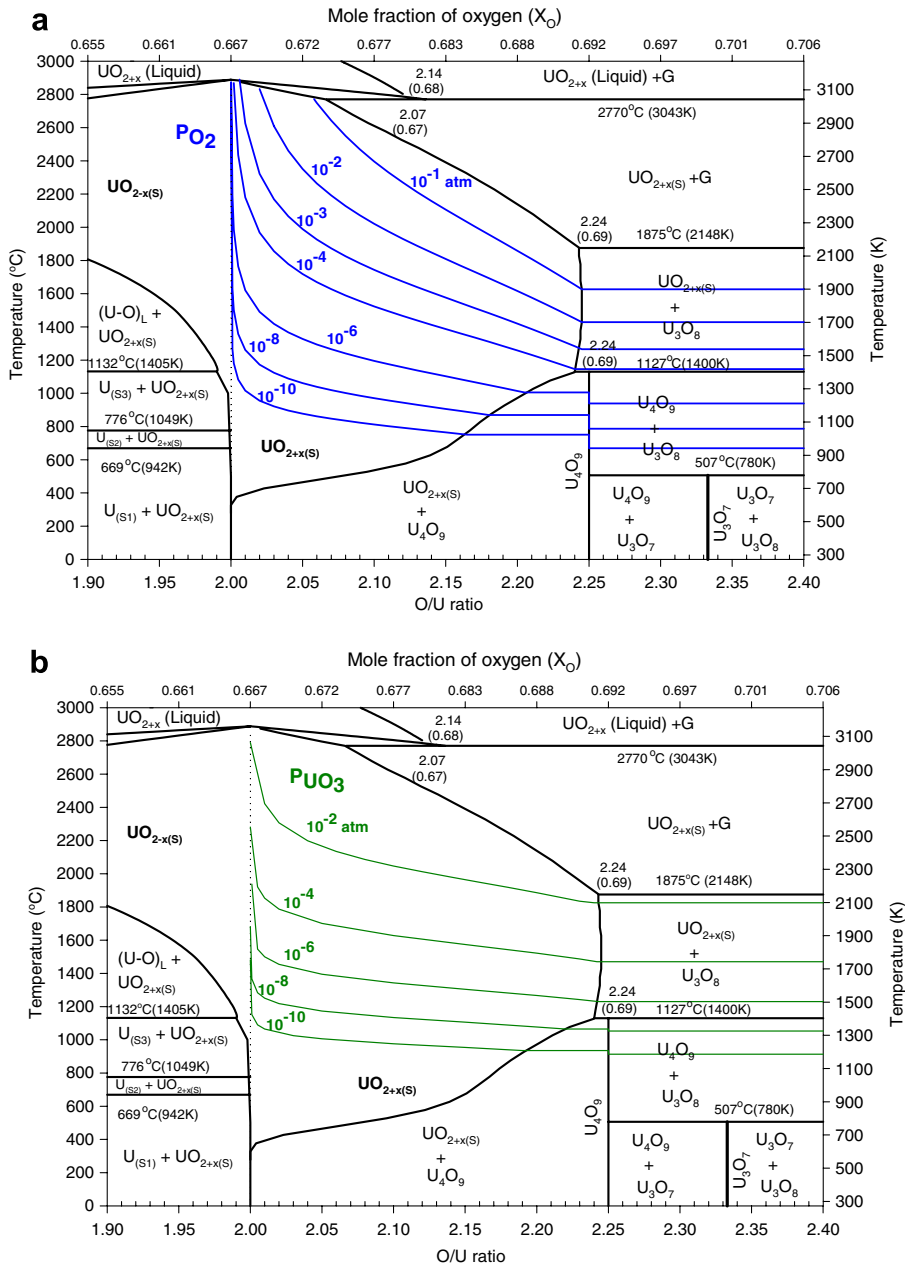 a
Mole fraction of oxygen (XO)
0.655 0.661 0.667 0.672 0.677 0.683 0.688 0.692 0.697 0.701 0.706
3000
2800
2600
2400
2200
2000
1800
1600
1400
1200
1000
800
600
400
200
0
Temperature (°C)
UO2+x (Liquid)
2.14
(0.68)
UO2+x (Liquid) +G
2770°C (3043K)
2.07
(0.67)
PO2
10-1 atm
10-2
10-3
10-4
10-6
10-8
10-10
UO2-x(S)
UO2+x(S) +G
2.24
(0.69)
1875°C (2148K)
(U-O)L +
UO2+x(S)
1132°C(1405K)
UO2+x(S)
+
U3O8
2.24
(0.69)
1127°C(1400K)
U(S3) + UO2+x(S)
776°C(1049K)
U(S2) + UO2+x(S)
669°C(942K)
U(S1) + UO2+x(S)
UO2+x(S)
UO2+x(S)
+
U4O9
U4O9
U4O9
+
U3O8
507°C(780K)
U4O9
+
U3O7
U3O7
U3O7
+
U3O8
3100
2900
2700
2500
2300
2100
1900
1700
1500
1300
1100
900
700
500
300
Temperature (K)
1.90 1.95 2.00 2.05 2.10 2.15 2.20 2.25 2.30 2.35 2.40
O/U ratio
b
Mole fraction of oxygen (XO)
0.655 0.661 0.667 0.672 0.677 0.683 0.688 0.692 0.697 0.701 0.706
3000
2800
2600
2400
2200
2000
1800
1600
1400
1200
1000
800
600
400
200
0
Temperature (°C)
UO2+x (Liquid)
2.14
(0.68)
UO2+x (Liquid) +G
2770°C (3043K)
2.07
(0.67)
PUO3
10-2 atm
10-4
10-6
10-8
10-10
UO2-x(S)
UO2+x(S) +G
2.24
(0.69)
1875°C (2148K)
(U-O)L +
UO2+x(S)
1132°C(1405K)
UO2+x(S)
+
U3O8
2.24
(0.69)
1127°C(1400K)
U(S3) + UO2+x(S)
776°C(1049K)
U(S2) + UO2+x(S)
669°C(942K)
U(S1) + UO2+x(S)
UO2+x(S)
UO2+x(S)
+
U4O9
U4O9
U4O9
+
U3O8
507°C(780K)
U4O9
+
U3O7
U3O7
U3O7
+
U3O8
3100
2900
2700
2500
2300
2100
1900
1700
1500
1300
1100
900
700
500
300
Temperature (K)
1.90 1.95 2.00 2.05 2.10 2.15 2.20 2.25 2.30 2.35 2.40
O/U ratio